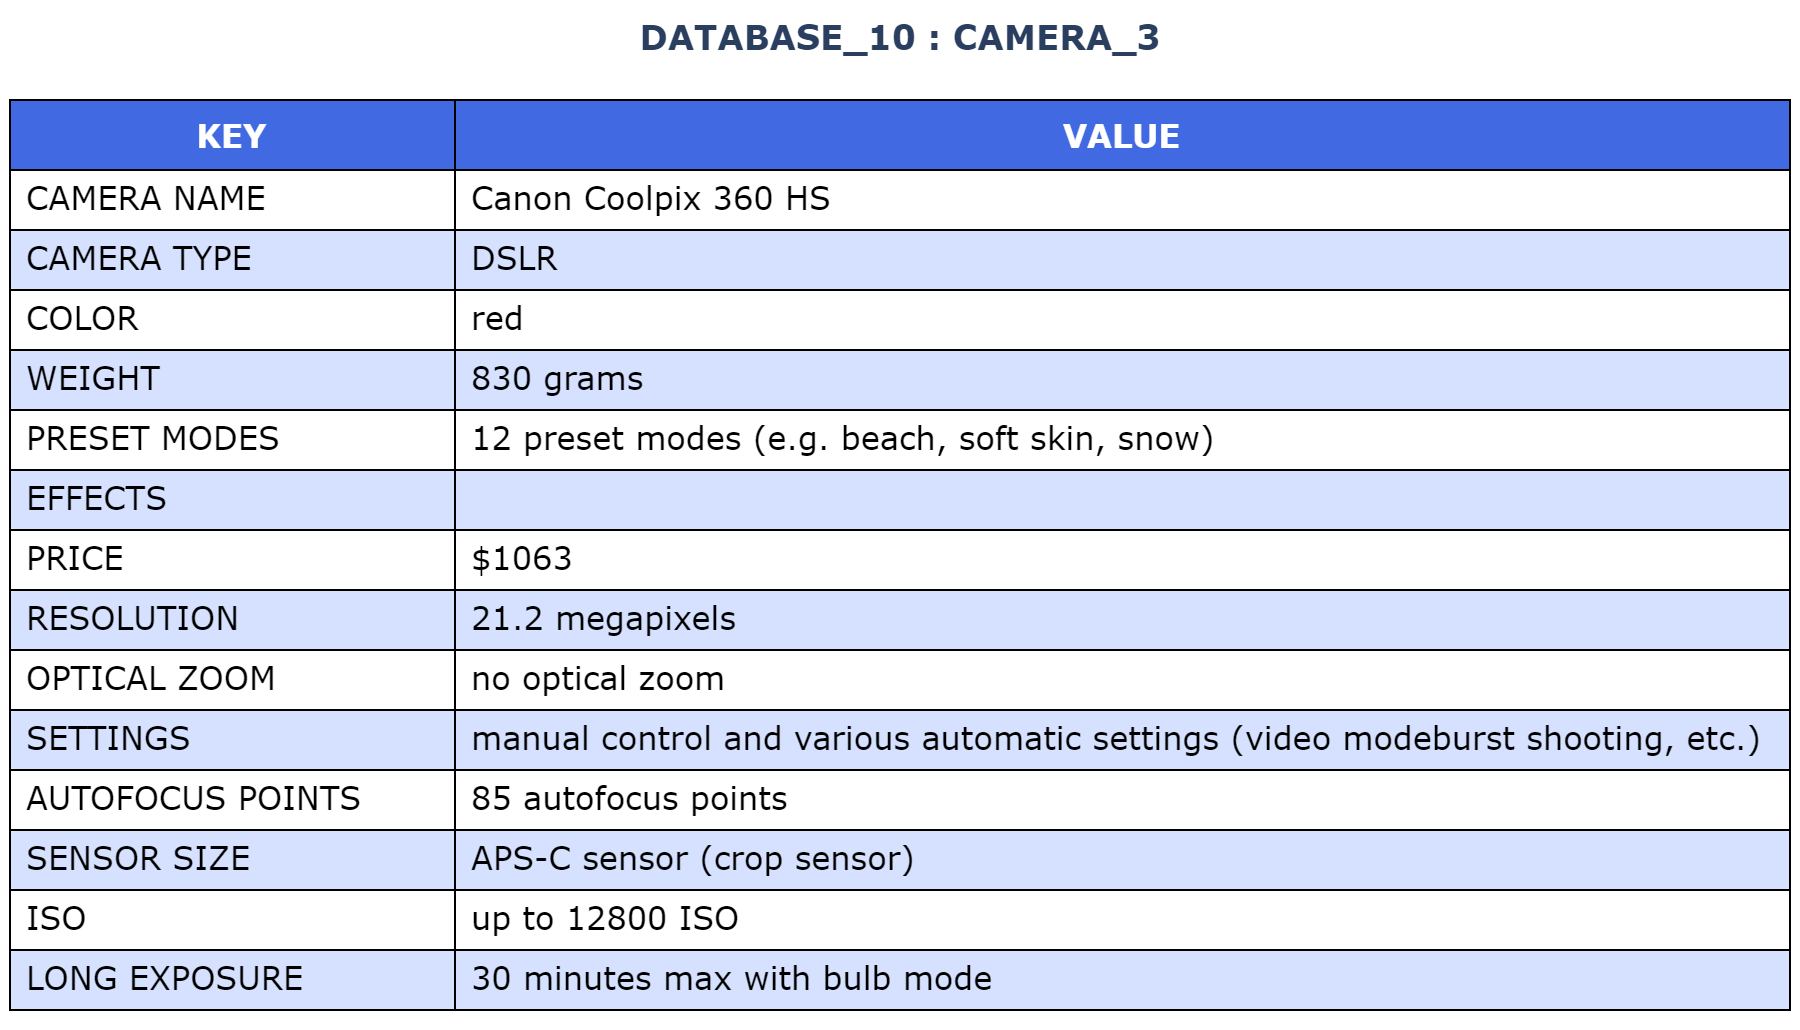 DATABASE_10 : CAMERA_3
KEY VALUE
CAMERA NAME Canon Coolpix 360 HS
CAMERA TYPE DSLR
COLOR red
WEIGHT 830 grams
PRESET MODES 12 preset modes (e.g. beach, soft skin, snow)
EFFECTS
PRICE $1063
RESOLUTION 21.2 megapixels
OPTICAL ZOOM no optical zoom
SETTINGS manual control and various automatic settings (video modeburst shooting, etc.)
AUTOFOCUS POINTS 85 autofocus points
SENSOR SIZE APS-C sensor (crop sensor)
ISO up to 12800 ISO
LONG EXPOSURE 30 minutes max with bulb mode